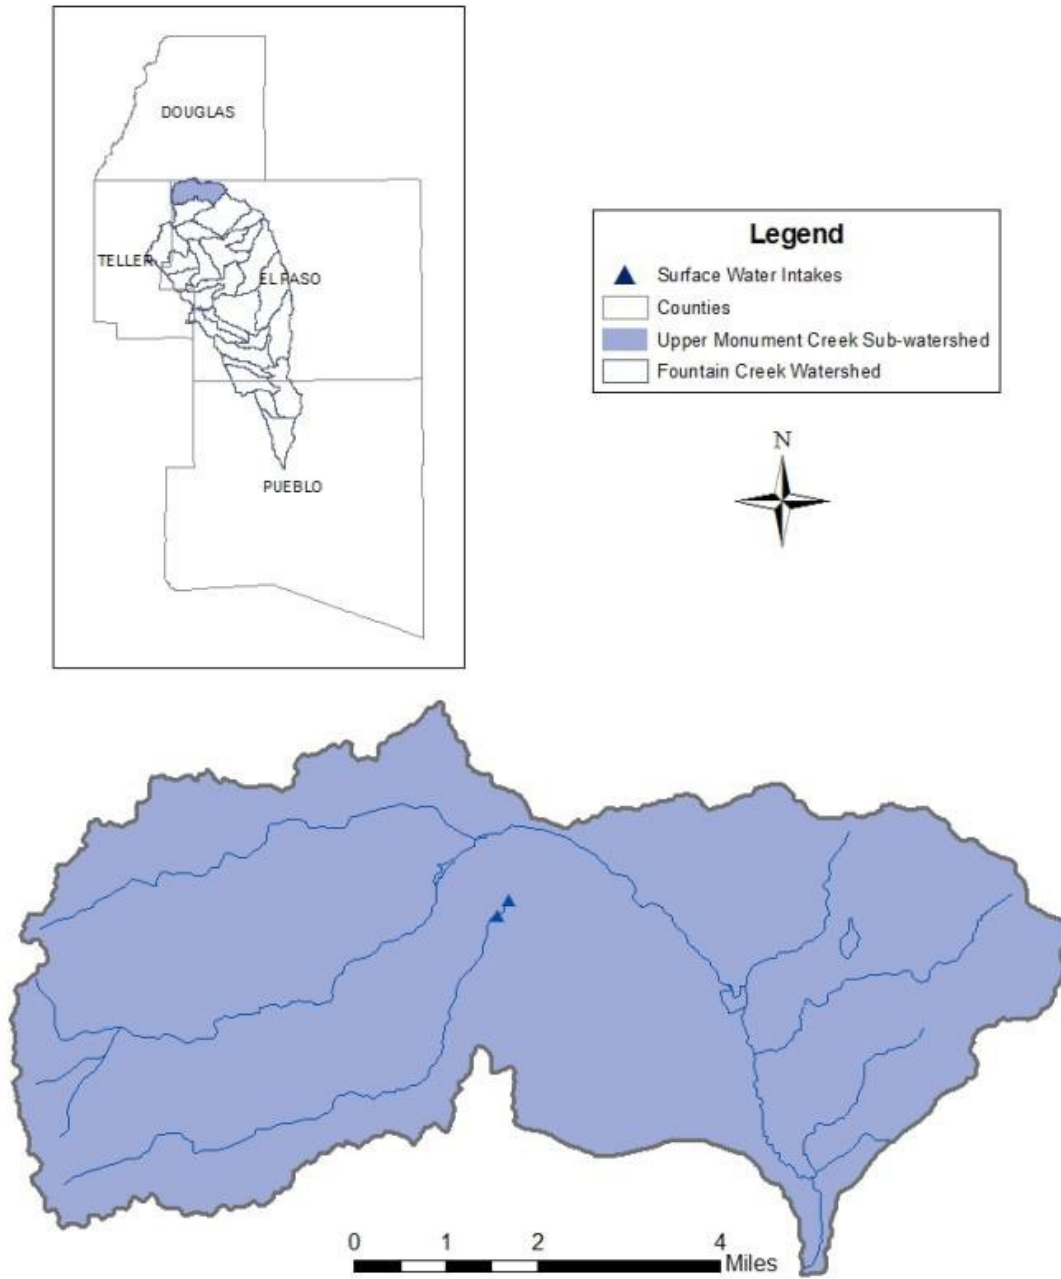 DOUGLAS
TELLER
EL PASO
PUEBLO
Legend
Surface Water Intakes
Counties
Upper Monument Creek Sub-watershed
Fountain Creek Watershed
N
0 1 2 4
Miles